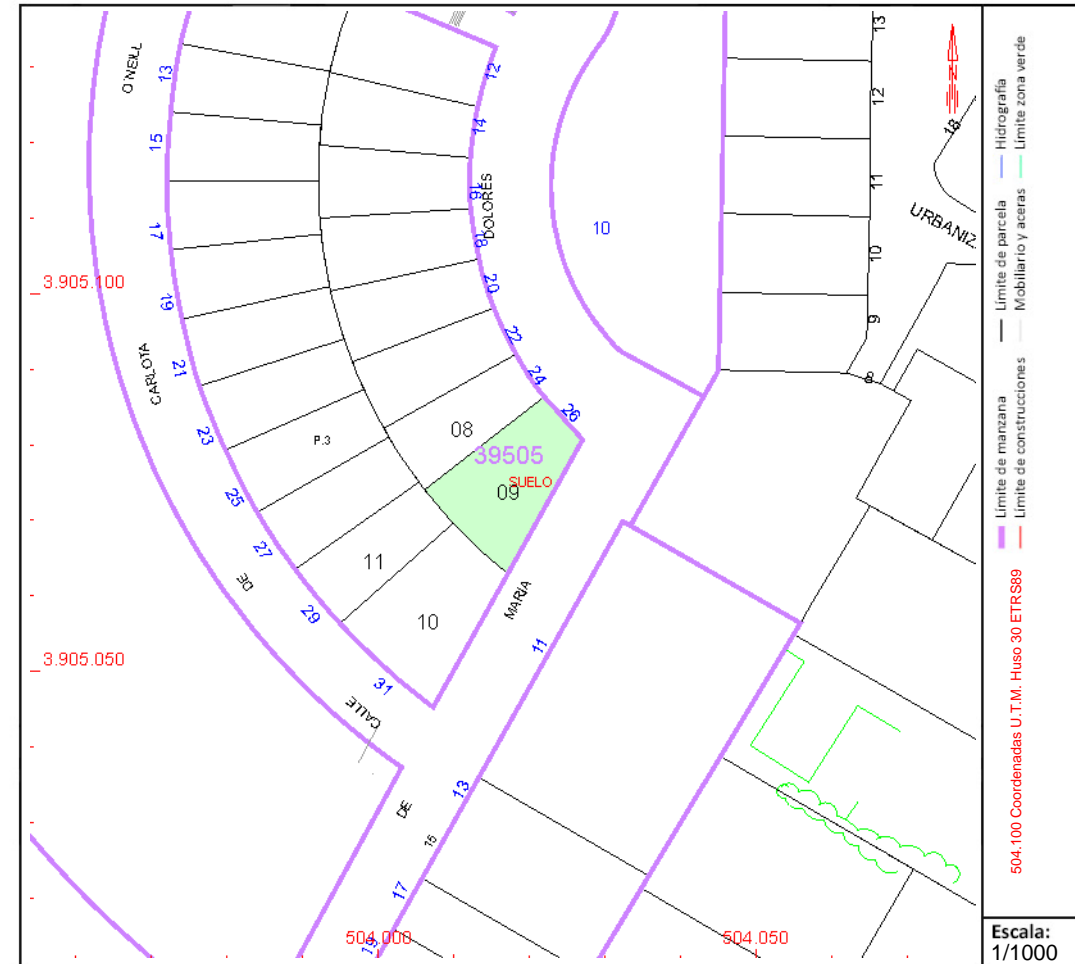 O'NEILL
13
15
17
19
21
23
25
27
29
31
CARLOTA
DE
CALLE
P.3
12
14
16
18
20
22
24
26
DOLORES
10
08
39505
SUELO
09
11
10
MARIA
11
13
DE
15
17
19
13
12
11
10
9
8
18
URBANIZ
3.905.100
3.905.050
504.000
504.050
Límite de manzana
Límite de parcela
Hidrografía
Límite de construcciones
Mobiliario y aceras
Límite zona verde
504.100 Coordenadas U.T.M. Huso 30 ETRS89
Escala:
1/1000